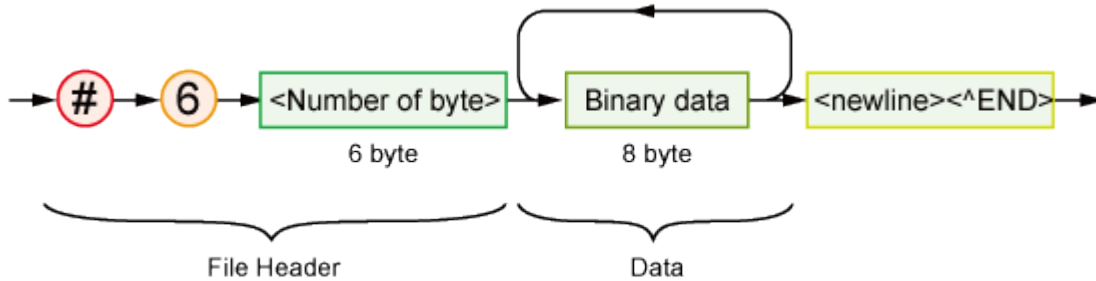 # 6 <Number of byte> Binary data <newline><^END>
6 byte 8 byte
File Header Data